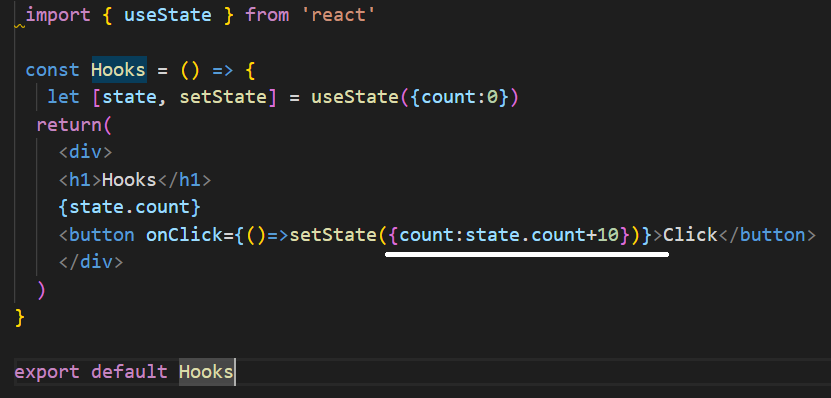 import { useState } from 'react'
const Hooks = () => {
let [state, setState] = useState({count:0})
return(
<div>
<h1>Hooks</h1>
{state.count}
<button onClick={()=>setState({count:state.count+10})}>Click</button>
</div>
)
}
export default Hooks